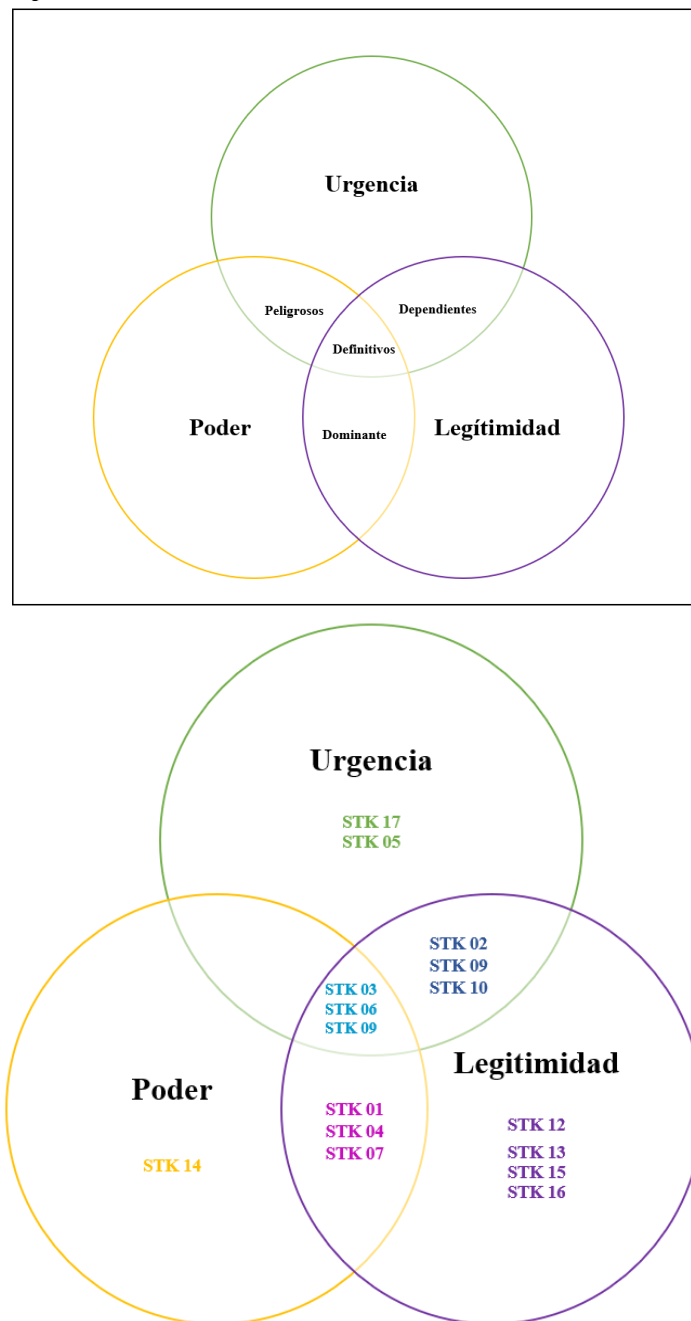 Urgencia
Peligrosos
Dependientes
Definitivos
Poder
Dominante
Legítimidad
Urgencia
STK 17
STK 05
STK 02
STK 09
STK 10
STK 03
STK 06
STK 09
Poder
Legitimidad
STK 14
STK 01
STK 04
STK 07
STK 12
STK 13
STK 15
STK 16